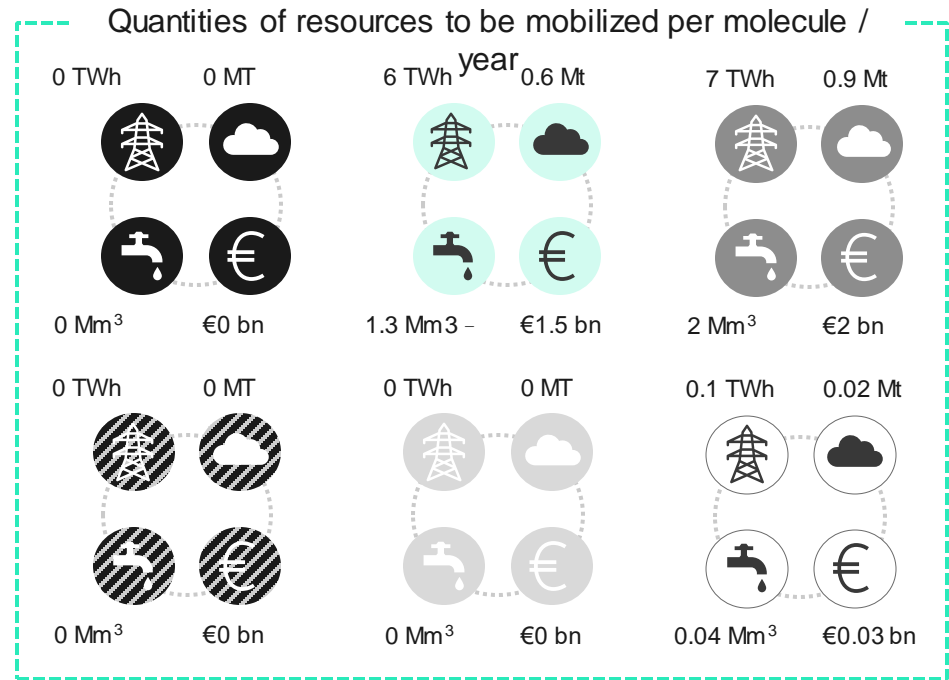 Quantities of resources to be mobilized per molecule /
year
0 TWh 0 MT 6 TWh 0.6 Mt 7 TWh 0.9 Mt
0 Mm³ €0 bn 1.3 Mm3 – €1.5 bn 2 Mm³ €2 bn
0 TWh 0 MT 0 TWh 0 MT 0.1 TWh 0.02 Mt
0 Mm³ €0 bn 0 Mm³ €0 bn 0.04 Mm³ €0.03 bn